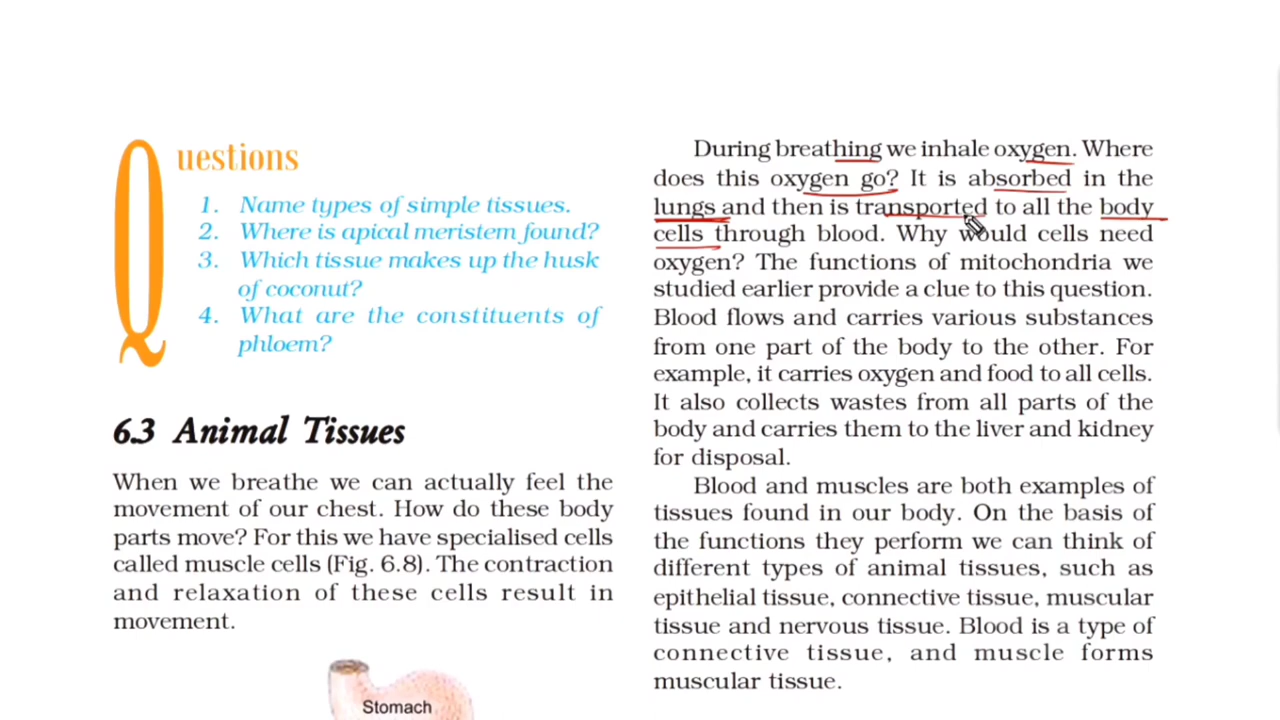 Questions
1. Name types of simple tissues.
2. Where is apical meristem found?
3. Which tissue makes up the husk
of coconut?
4. What are the constituents of
phloem?
6.3 Animal Tissues
When we breathe we can actually feel the
movement of our chest. How do these body
parts move? For this we have specialised cells
called muscle cells (Fig. 6.8). The contraction
and relaxation of these cells result in
movement.
Stomach
During breathing we inhale oxygen. Where
does this oxygen go? It is absorbed in the
lungs and then is transported to all the body
cells through blood. Why would cells need
oxygen? The functions of mitochondria we
studied earlier provide a clue to this question.
Blood flows and carries various substances
from one part of the body to the other. For
example, it carries oxygen and food to all cells.
It also collects wastes from all parts of the
body and carries them to the liver and kidney
for disposal.
Blood and muscles are both examples of
tissues found in our body. On the basis of
the functions they perform we can think of
different types of animal tissues, such as
epithelial tissue, connective tissue, muscular
tissue and nervous tissue. Blood is a type of
connective tissue, and muscle forms
muscular tissue.